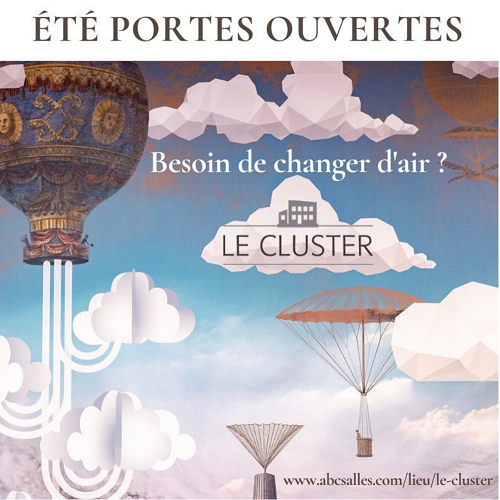 ÉTÉ PORTES OUVERTES
Besoin de changer d'air ?
LE CLUSTER
www.abcsalles.com/lieu/le-cluster